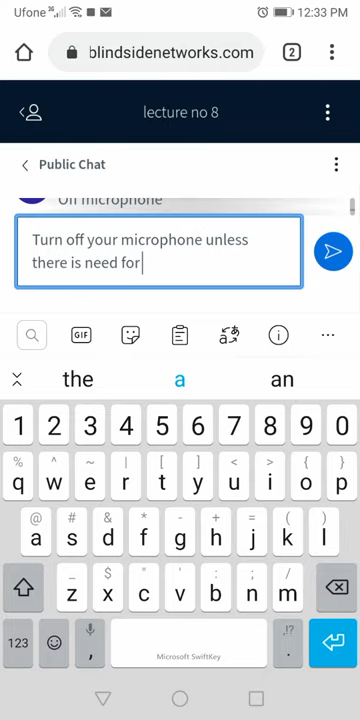 Ufone 3G 12:33 PM
blindsidenetworks.com 2
lecture no 8
Public Chat
Off microphone
Turn off your microphone unless
there is need for
GIF
the a an
1 2 3 4 5 6 7 8 9 0
% ^ ~ | [ ] < > { }
q w e r t y u i o p
@ # & * - + = ( )
a s d f g h j k l
_ $ " ' : ; /
z x c v b n m
123 , Microsoft SwiftKey ,!? .